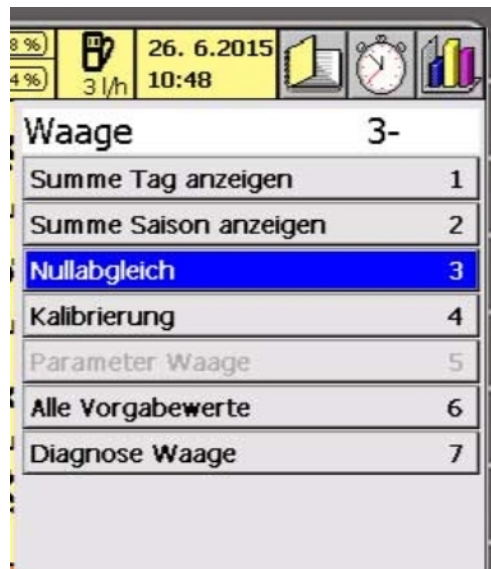 8 %)
4 %)
3 l/h
26. 6.2015
10:48
Waage 3-
Summe Tag anzeigen 1
Summe Saison anzeigen 2
Nullabgleich 3
Kalibrierung 4
Parameter Waage 5
Alle Vorgabewerte 6
Diagnose Waage 7